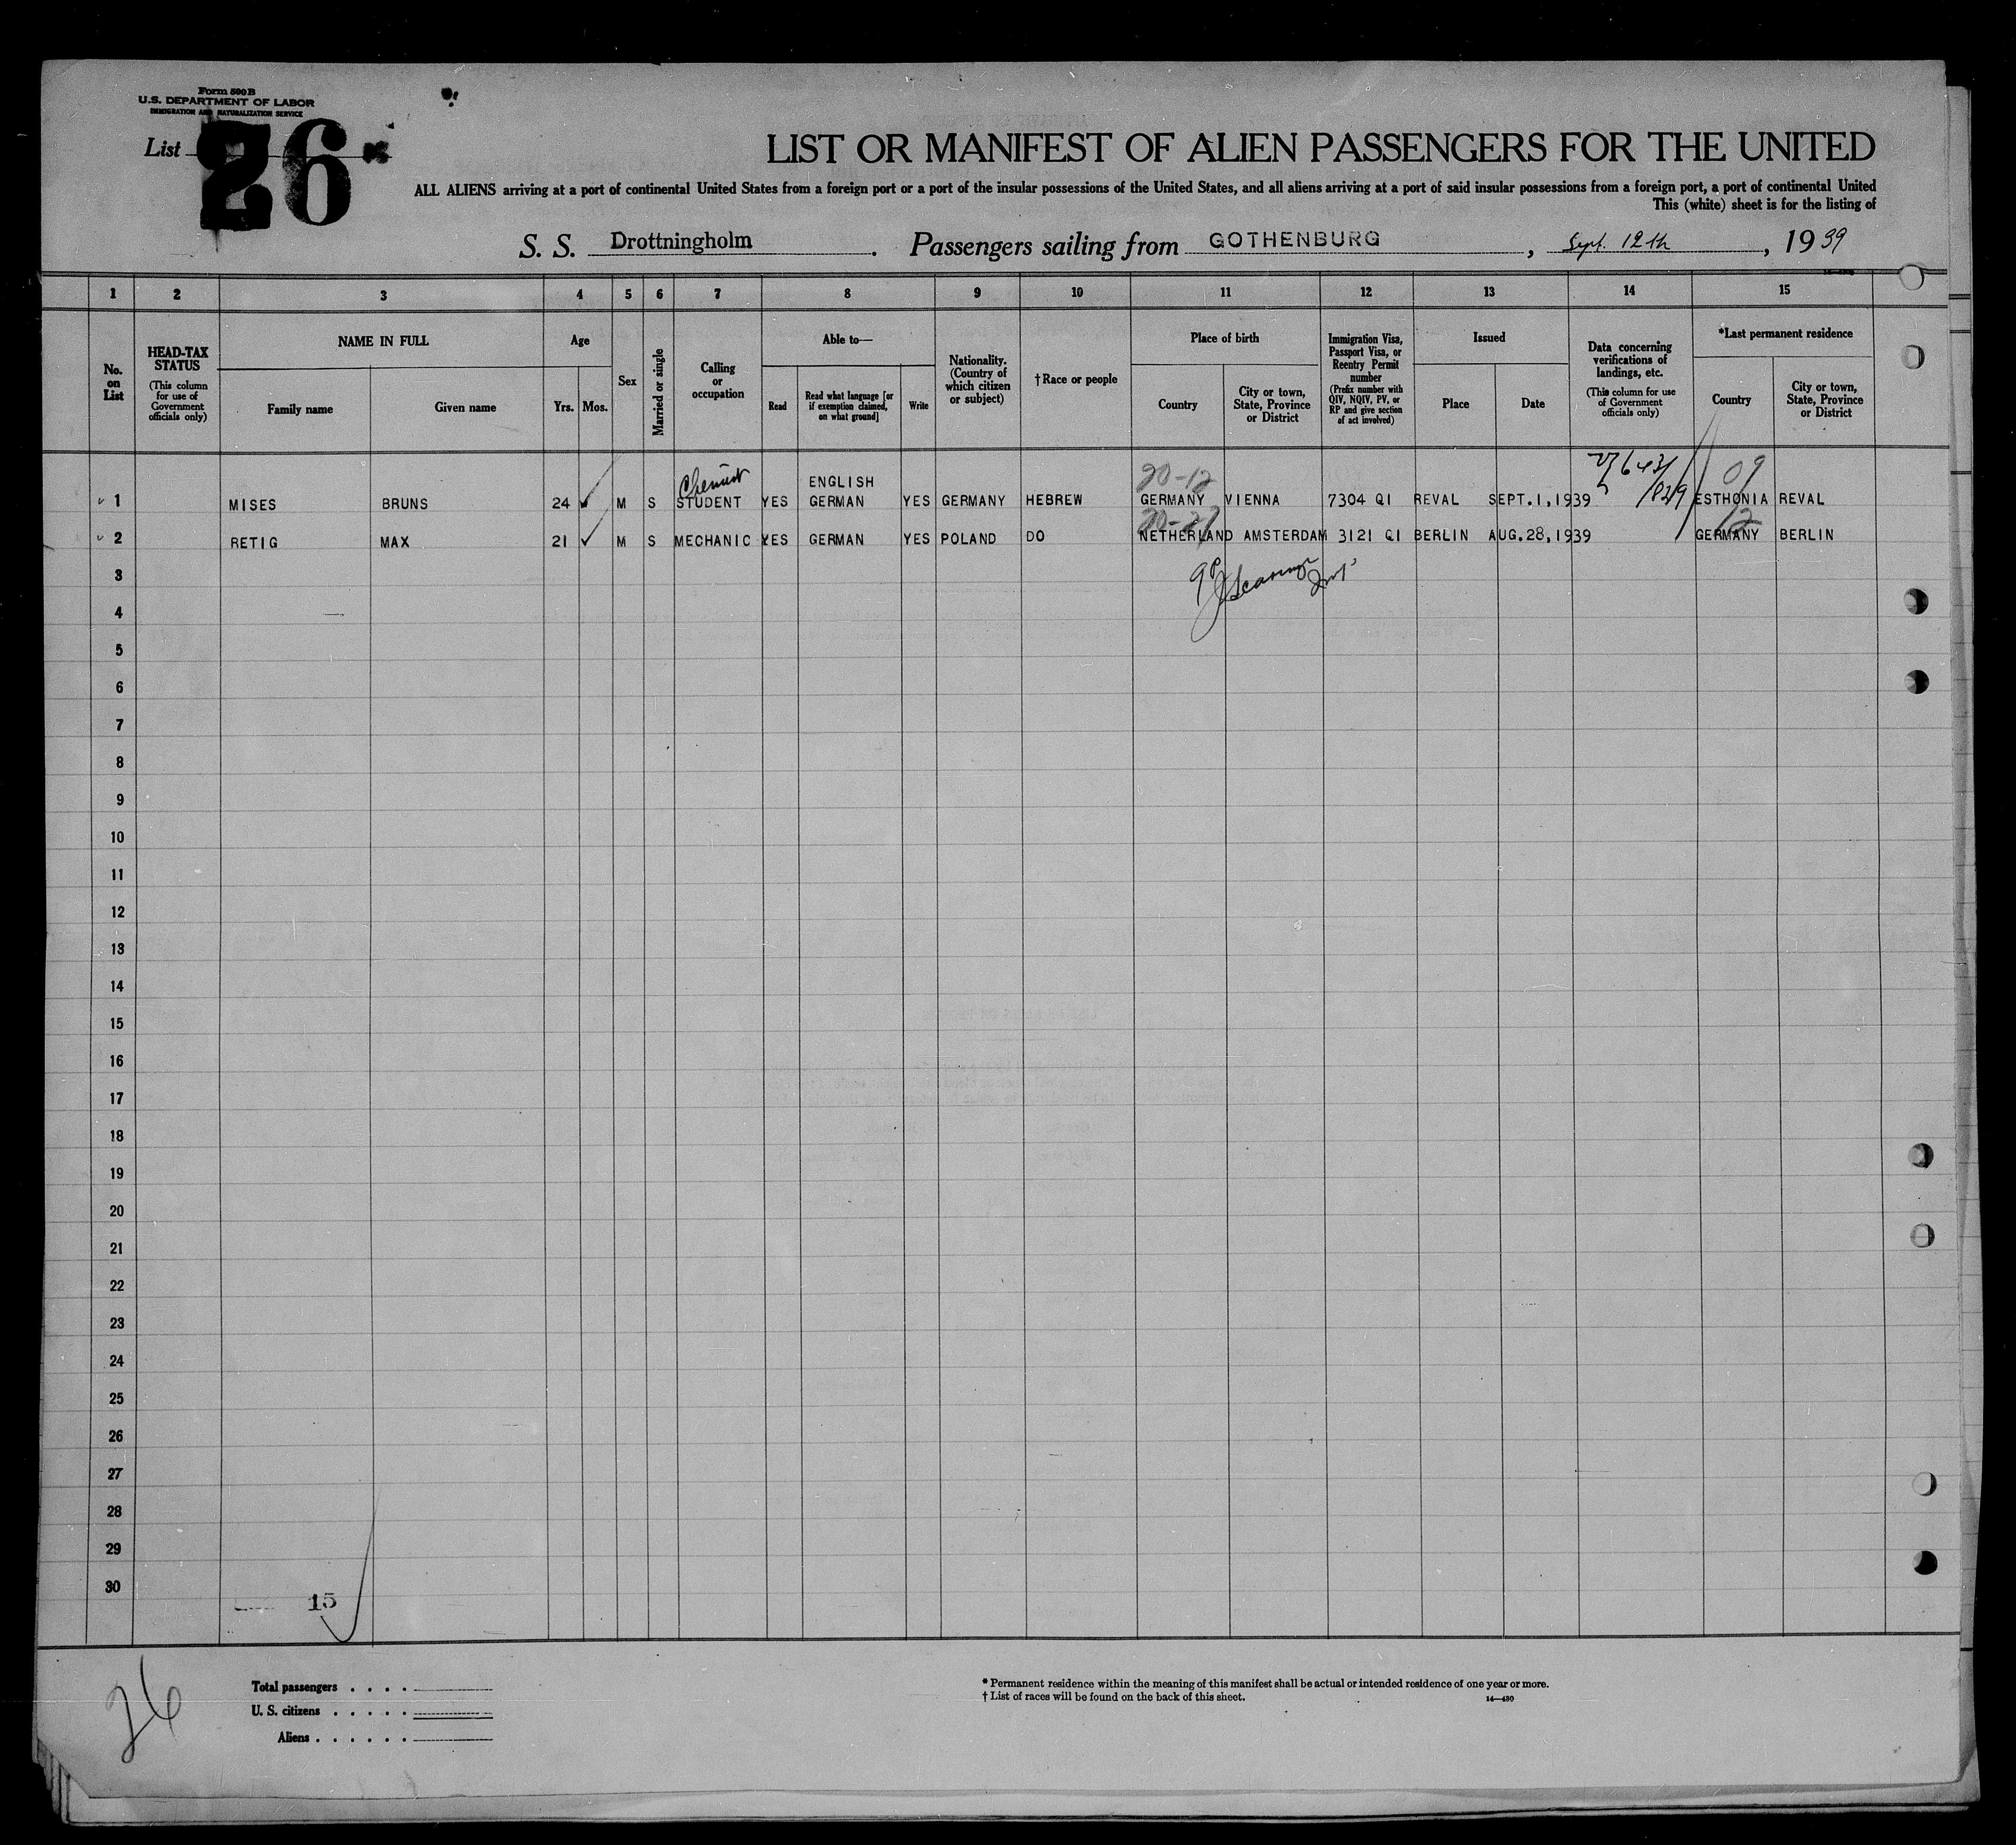 Form 500 B
U.S. DEPARTMENT OF LABOR
IMMIGRATION AND NATURALIZATION SERVICE
List 26
LIST OR MANIFEST OF ALIEN PASSENGERS FOR THE UNITED
ALL ALIENS arriving at a port of continental United States from a foreign port or a port of the insular possessions of the United States, and all aliens arriving at a port of said insular possessions from a foreign port, a port of continental United
This (white) sheet is for the listing of
S. S. Drottningholm. Passengers sailing from GOTHENBURG, Sept. 12th, 1939
1 2 3 4 5 6 7 8 9 10 11 12 13 14 15
No. on List
HEAD-TAX STATUS
(This column for use of Government officials only)
NAME IN FULL
Family name
Given name
Age
Yrs. Mos.
Sex
Married or single
Calling or occupation
Able to—
Read
Read what language [or if exemption claimed, on what ground]
Write
Nationality. (Country of which citizen or subject)
†Race or people
Place of birth
Country
City or town, State, Province or District
Immigration Visa, Passport Visa, or Reentry Permit number
(Prefix number with QIV, NQIV, PV, or RP and give section of act involved)
Issued
Place
Date
Data concerning verifications of landings, etc.
(This column for use of Government officials only)
*Last permanent residence
Country
City or town, State, Province or District
Chemist
ENGLISH
20-12
09
1 MISES BRUNS 24 M S STUDENT YES GERMAN YES GERMANY HEBREW GERMANY VIENNA 7304 QI REVAL SEPT.1,1939 ESTHONIA REVAL
20-27
12
2 RETIG MAX 21 M S MECHANIC YES GERMAN YES POLAND DO NETHERLAND AMSTERDAM 3121 QI BERLIN AUG.28,1939 GERMANY BERLIN
3
4
5
6
7
8
9
10
11
12
13
14
15
16
17
18
19
20
21
22
23
24
25
26
27
28
29
30
15
26
Total passengers . . . .
U. S. citizens . . . . .
Aliens . . . . . .
* Permanent residence within the meaning of this manifest shall be actual or intended residence of one year or more.
† List of races will be found on the back of this sheet.
14—430